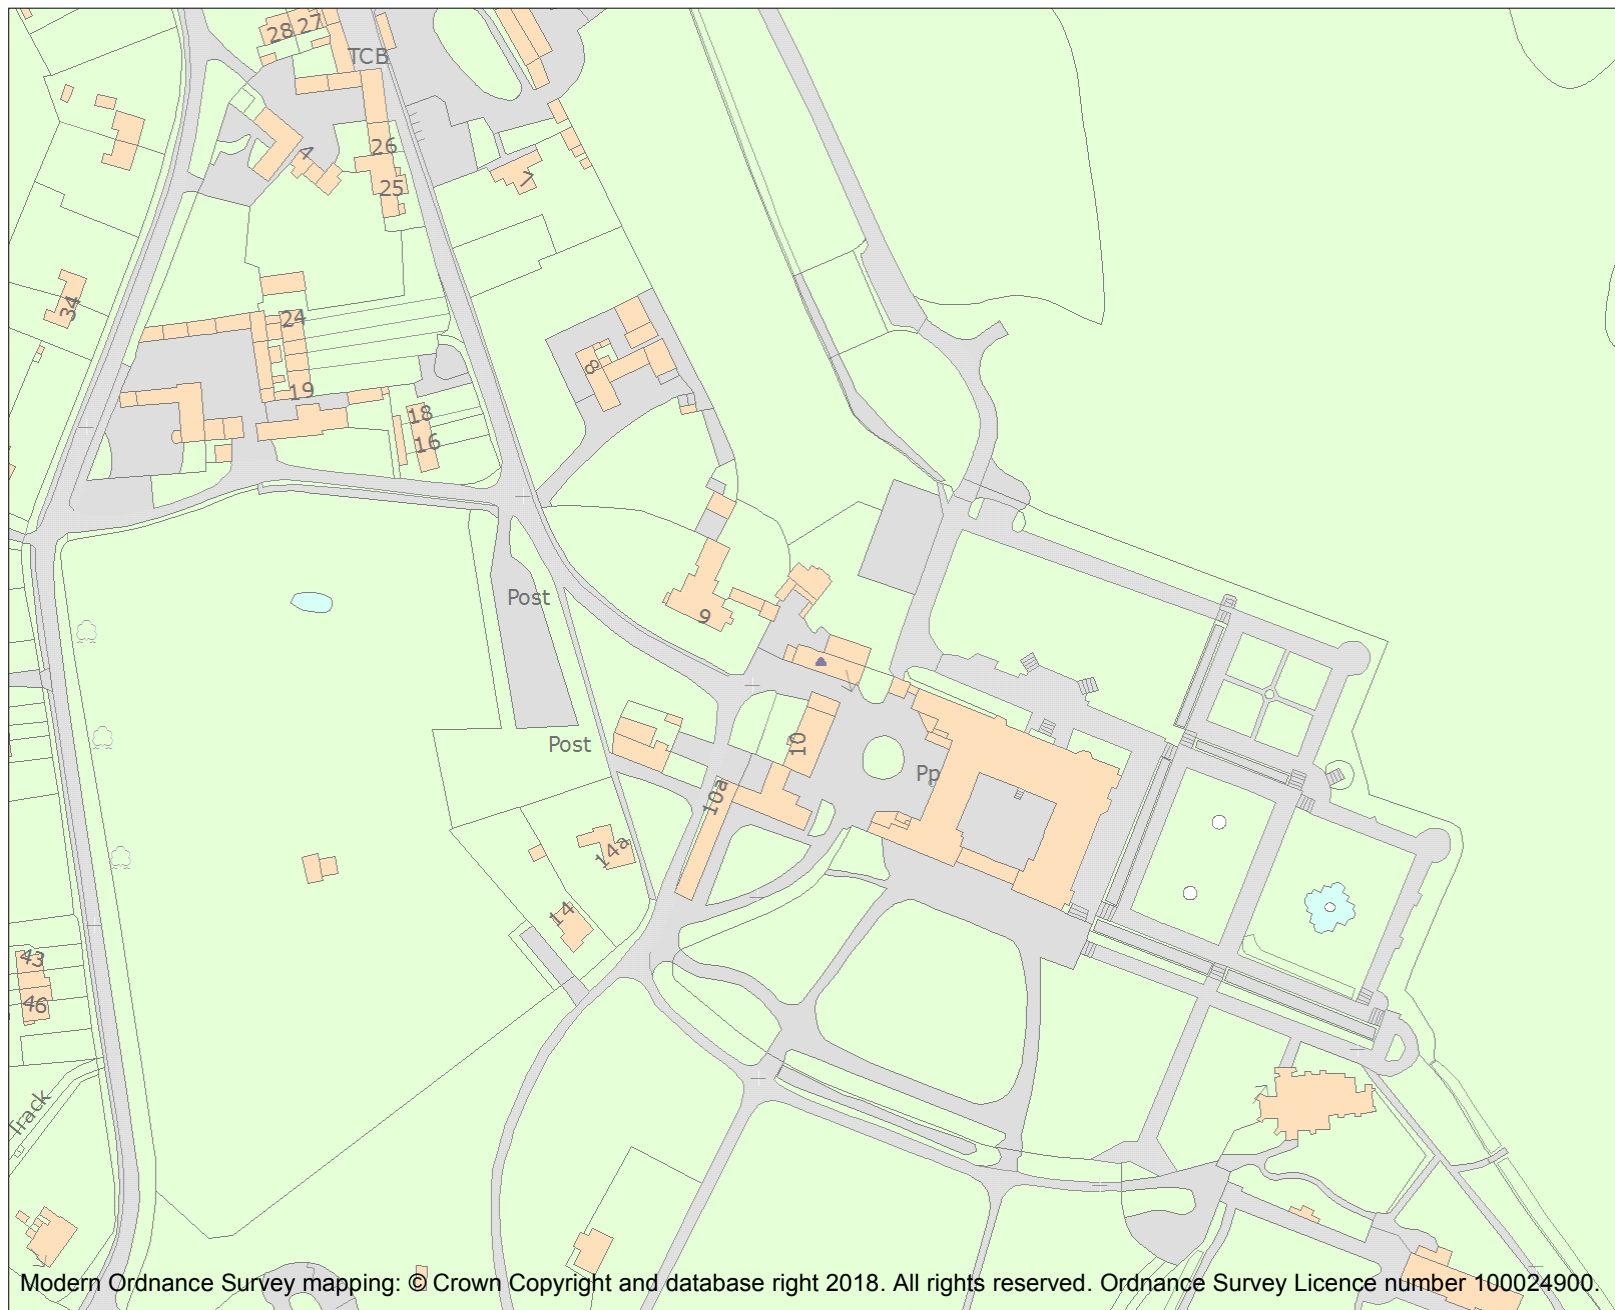 28 27
TCB
4
26
7
25
34
24
8
19
18
16
Post
9
Post
10
Pp
10a
14a
14
43
46
Track
Modern Ordnance Survey mapping: © Crown Copyright and database right 2018. All rights reserved. Ordnance Survey Licence number 100024900.